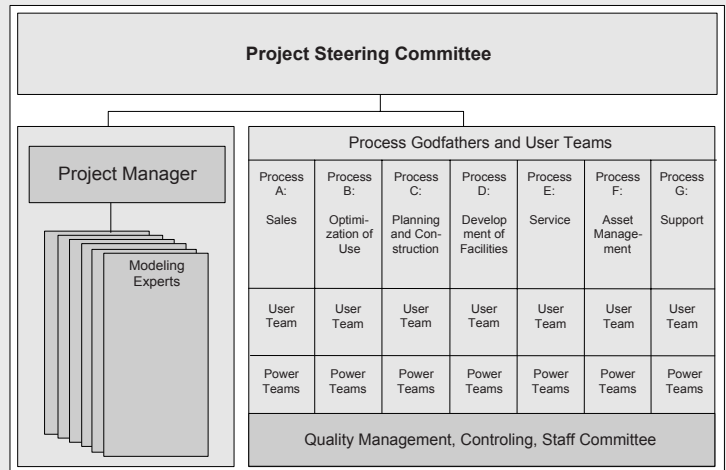 Project Steering Committee
Project Manager
Modeling
Experts
Process Godfathers and User Teams
Process
A:
Sales
Process
B:
Optimi-
zation of
Use
Process
C:
Planning
and Con-
struction
Process
D:
Develop
ment of
Facilities
Process
E:
Service
Process
F:
Asset
Manage-
ment
Process
G:
Support
User
Team
User
Team
User
Team
User
Team
User
Team
User
Team
User
Team
Power
Teams
Power
Teams
Power
Teams
Power
Teams
Power
Teams
Power
Teams
Power
Teams
Quality Management, Controling, Staff Committee